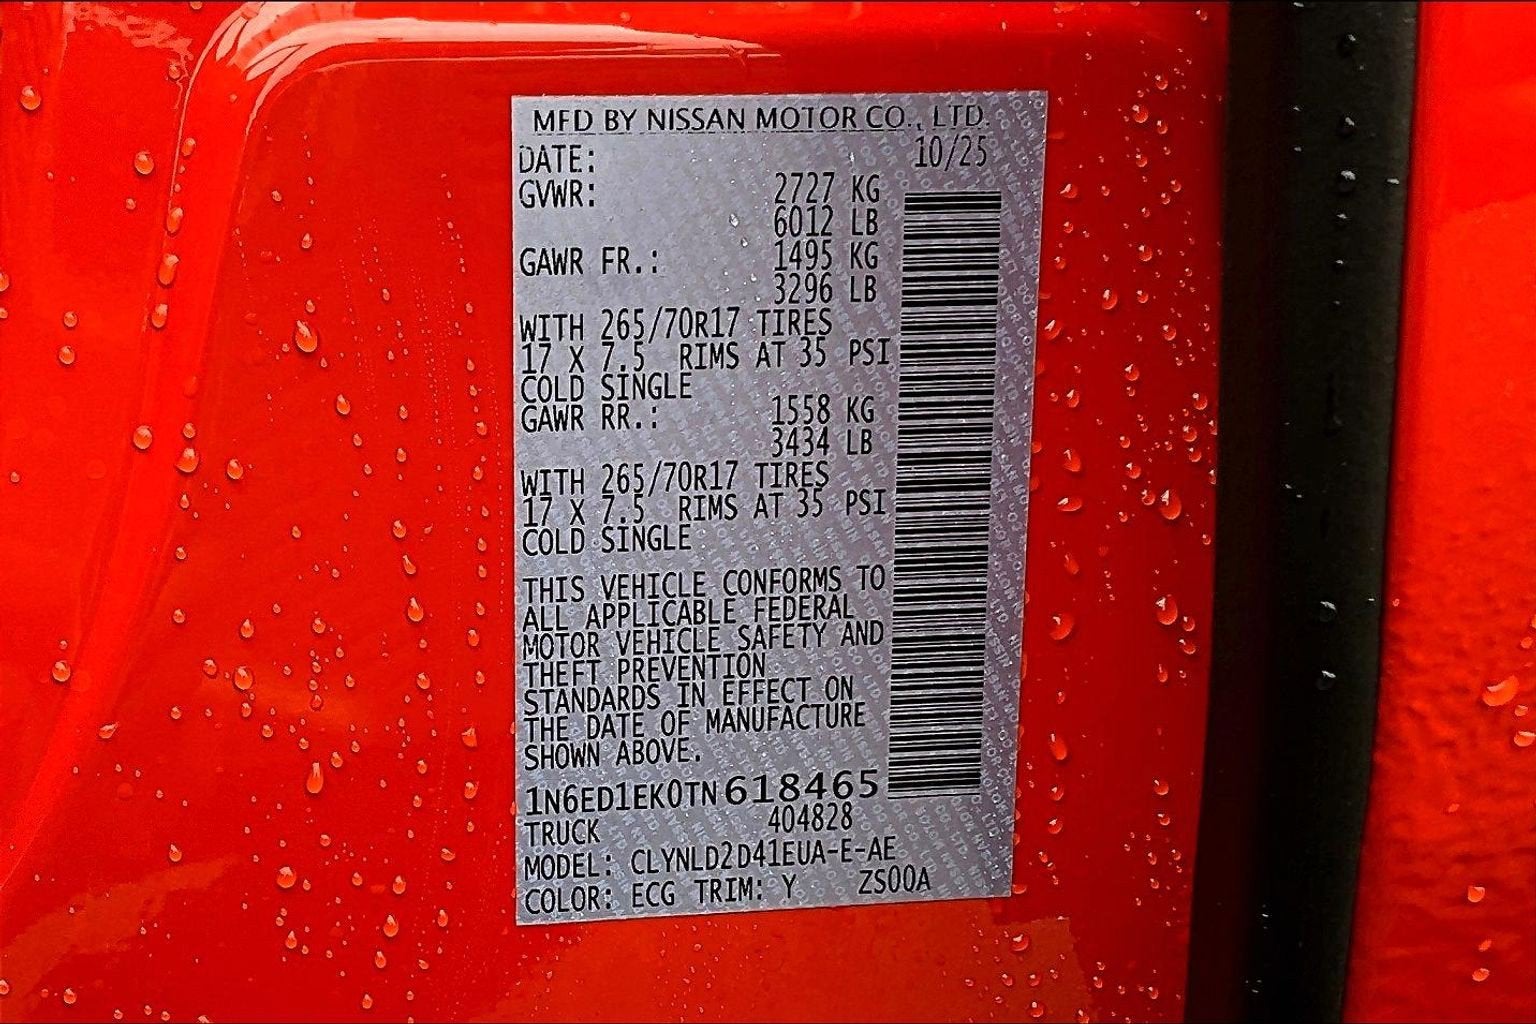 MFD BY NISSAN MOTOR CO., LTD.
DATE: 10/25
GVWR: 2727 KG
6012 LB
GAWR FR.: 1495 KG
3296 LB
WITH 265/70R17 TIRES
17 X 7.5 RIMS AT 35 PSI
COLD SINGLE
GAWR RR.: 1558 KG
3434 LB
WITH 265/70R17 TIRES
17 X 7.5 RIMS AT 35 PSI
COLD SINGLE
THIS VEHICLE CONFORMS TO
ALL APPLICABLE FEDERAL
MOTOR VEHICLE SAFETY AND
THEFT PREVENTION
STANDARDS IN EFFECT ON
THE DATE OF MANUFACTURE
SHOWN ABOVE.
1N6ED1EK0TN618465
TRUCK 404828
MODEL: CLYNLD2D41EUA-E-AE
COLOR: ECG TRIM: Y ZS00A